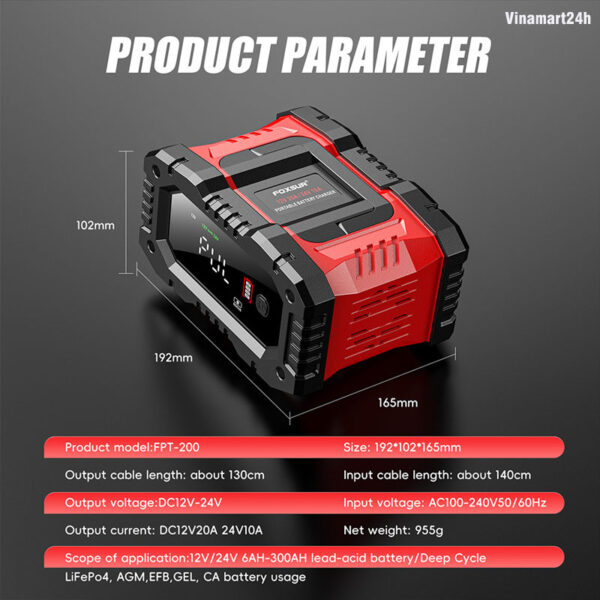 Vinamart24h
PRODUCT PARAMETER
FOXSUR
PORTABLE BATTERY CHARGER
PUL
102mm
192mm
165mm
Product model:FPT-200
Size: 192*102*165mm
Output cable length: about 130cm
Input cable length: about 140cm
Output voltage:DC12V-24V
Input voltage: AC100-240V50/60Hz
Output current: DC12V20A 24V10A
Net weight: 955g
Scope of application:12V/24V 6AH-300AH lead-acid battery/Deep Cycle
LiFePo4, AGM,EFB,GEL, CA battery usage